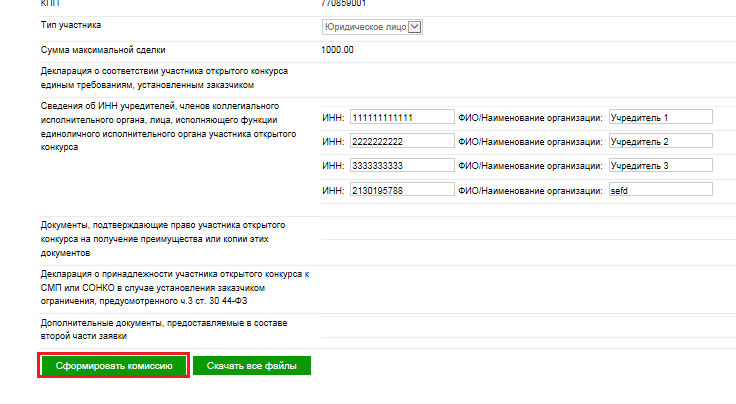 КПП 770859001
Тип участника Юридическое лицо
Сумма максимальной сделки 1000.00
Декларация о соответствии участника открытого конкурса
единым требованиям, установленным заказчиком
Сведения об ИНН учредителей, членов коллегиального
исполнительного органа, лица, исполняющего функции
единоличного исполнительного органа участника открытого
конкурса
ИНН: 111111111111 ФИО/Наименование организации: Учредитель 1
ИНН: 2222222222 ФИО/Наименование организации: Учредитель 2
ИНН: 3333333333 ФИО/Наименование организации: Учредитель 3
ИНН: 2130195788 ФИО/Наименование организации: sefd
Документы, подтверждающие право участника открытого
конкурса на получение преимущества или копии этих
документов
Декларация о принадлежности участника открытого конкурса к
СМП или СОНКО в случае установления заказчиком
ограничения, предусмотренного ч.3 ст. 30 44-ФЗ
Дополнительные документы, предоставляемые в составе
второй части заявки
Сформировать комиссию Скачать все файлы